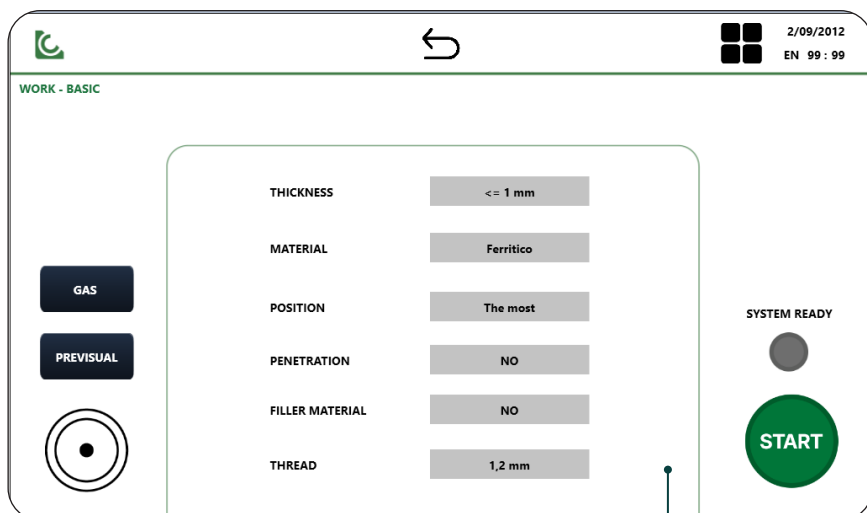 2/09/2012
EN 99 : 99
WORK - BASIC
THICKNESS <= 1 mm
MATERIAL Ferritico
GAS
POSITION The most
SYSTEM READY
PREVISUAL
PENETRATION NO
FILLER MATERIAL NO
START
THREAD 1,2 mm